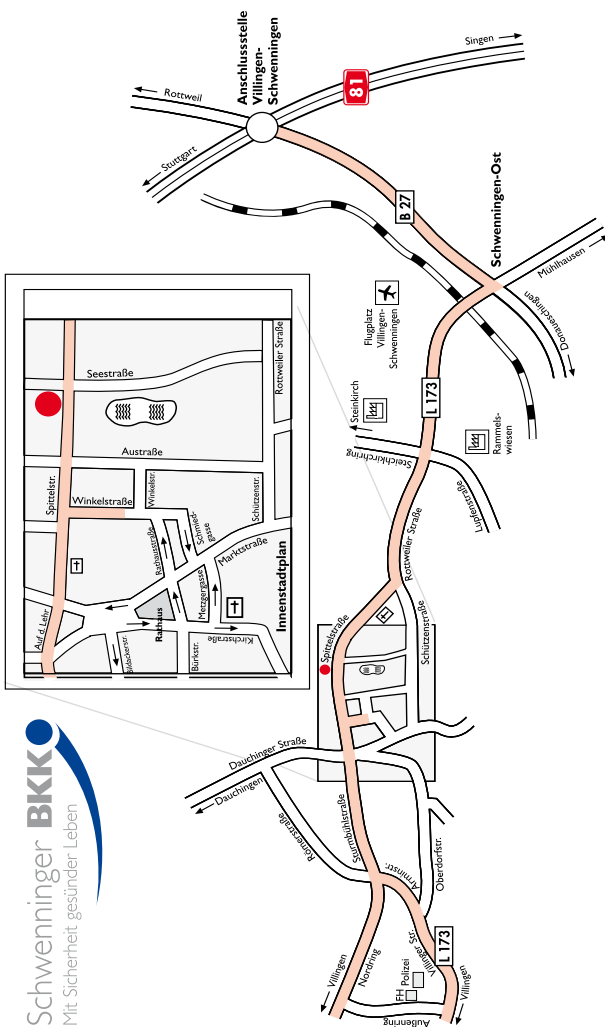 Singen
Rottweil
Anschlussstelle
Villingen-
Schwenningen
81
Stuttgart
B 27
Schwenningen-Ost
Mühlhausen
Donaueschingen
Flugplatz
Villingen-
Schwenningen
L 173
Steinkirch
Rammels-
wiesen
Steichkirchring
Lupfenstraße
Rottweiler Straße
Spittelstraße
Schützenstraße
Dauchinger Straße
Dauchingen
Römerstraße
Sturmbühlstraße
Arminstr.
Oberdorfstr.
Villinger Str.
L 173
Villingen
Nordring
FH
Polizei
Villingen
Außenring
Seestraße
Rottweiler Straße
Austraße
Spittelstr.
Winkelstraße
Winkelstr.
Schützenstr.
Rathausstraße
Schmied-
gasse
Marktstraße
Metzgergasse
Auf d. Lehr
Rathaus
Bildackerstr.
Bürkstr.
Kirchstraße
Innenstadtplan
Schwenninger BKK
Mit Sicherheit gesünder Leben